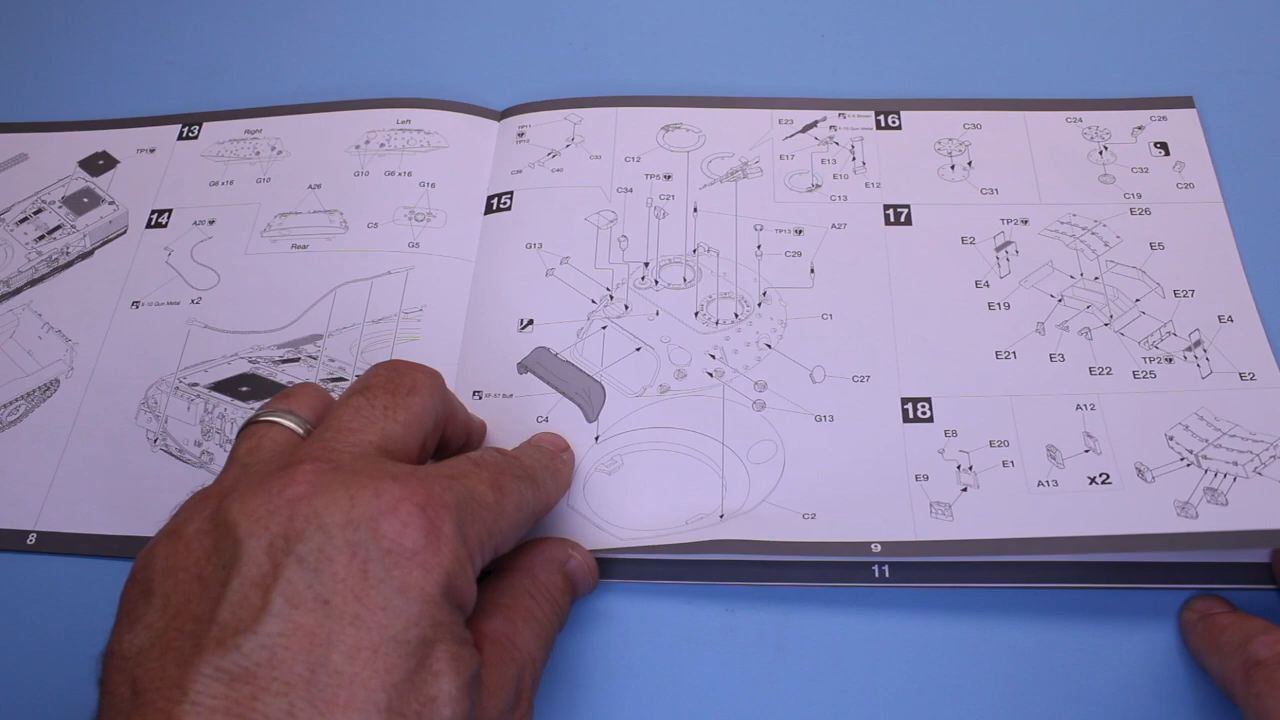 TP1
13
Right
Left
G6 x16
G10
G10
G6 x16
A26
G16
C5
G5
Rear
14
A20
X-10 Gun Metal
x2
8
15
TP11
C33
C40
C12
C34
TP5
C21
G13
E23
E17
E13
E10
E12
C13
A27
TP13
C29
C1
C27
G13
XF-57 Buff
C4
C2
16
C30
C31
C24
C26
C32
C20
C19
17
TP2
E26
E2
E5
E4
E19
E27
E4
E21
E3
E22
E25
TP2
E2
18
E8
E20
E9
E1
A12
A13
x2
9
11